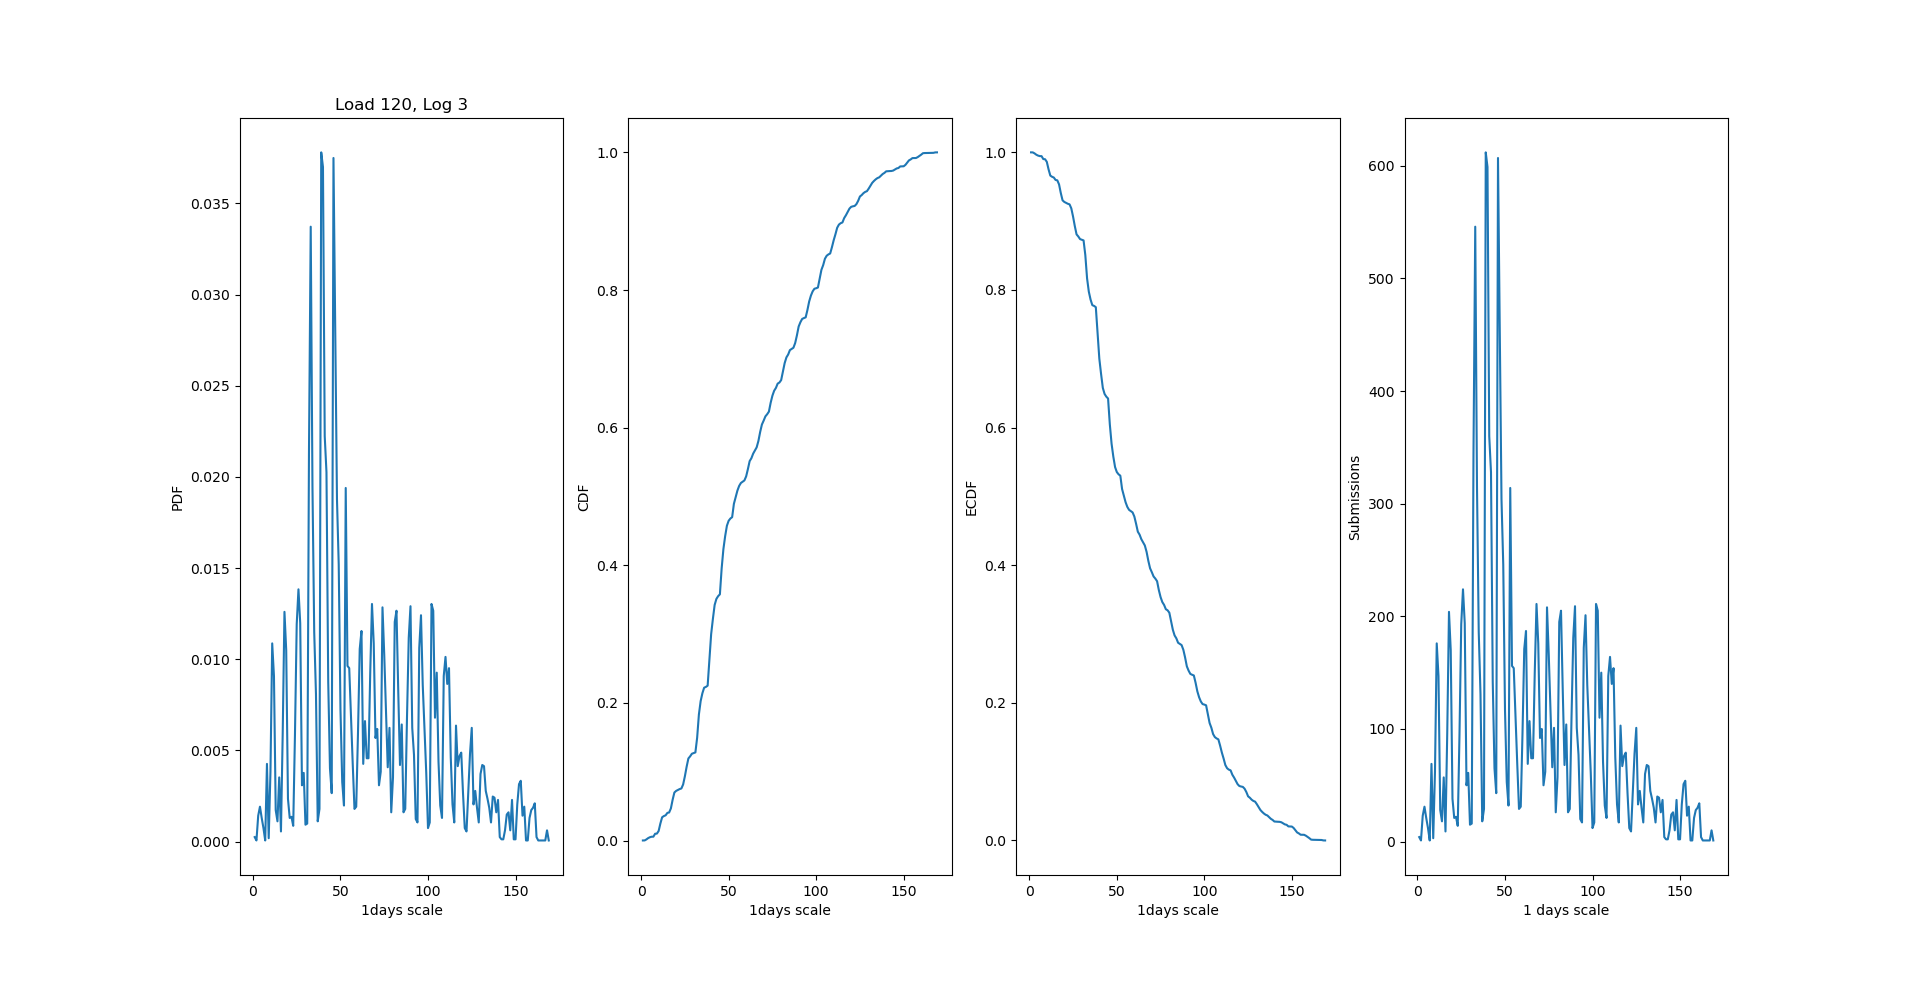 Load 120, Log 3
PDF
0.035
0.030
0.025
0.020
0.015
0.010
0.005
0.000
0 50 100 150
1days scale
CDF
1.0
0.8
0.6
0.4
0.2
0.0
0 50 100 150
1days scale
ECDF
1.0
0.8
0.6
0.4
0.2
0.0
0 50 100 150
1days scale
Submissions
600
500
400
300
200
100
0
0 50 100 150
1 days scale